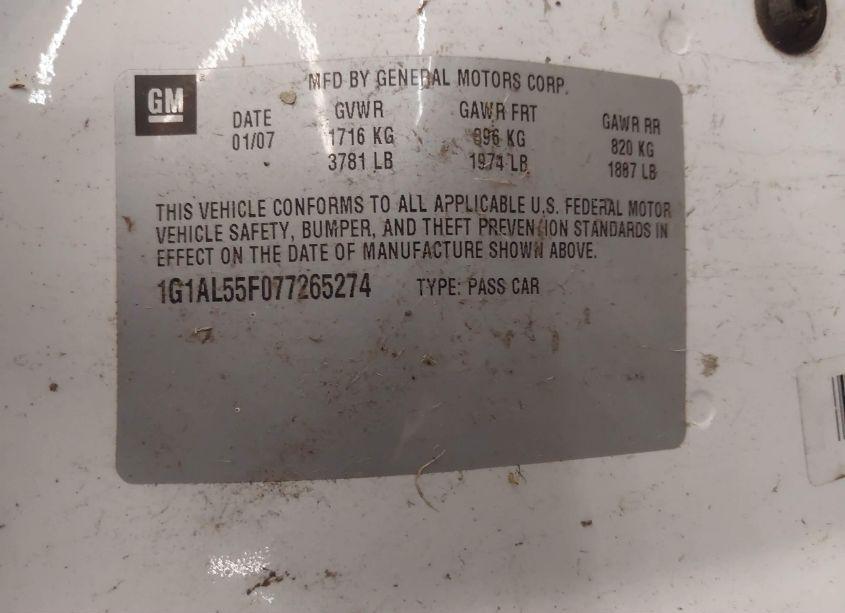 GM
MFD BY GENERAL MOTORS CORP.
DATE GVWR GAWR FRT GAWR RR
01/07 1716 KG 896 KG 820 KG
3781 LB 1974 LB 1807 LB
THIS VEHICLE CONFORMS TO ALL APPLICABLE U.S. FEDERAL MOTOR
VEHICLE SAFETY, BUMPER, AND THEFT PREVENTION STANDARDS IN
EFFECT ON THE DATE OF MANUFACTURE SHOWN ABOVE.
1G1AL55F077265274 TYPE: PASS CAR